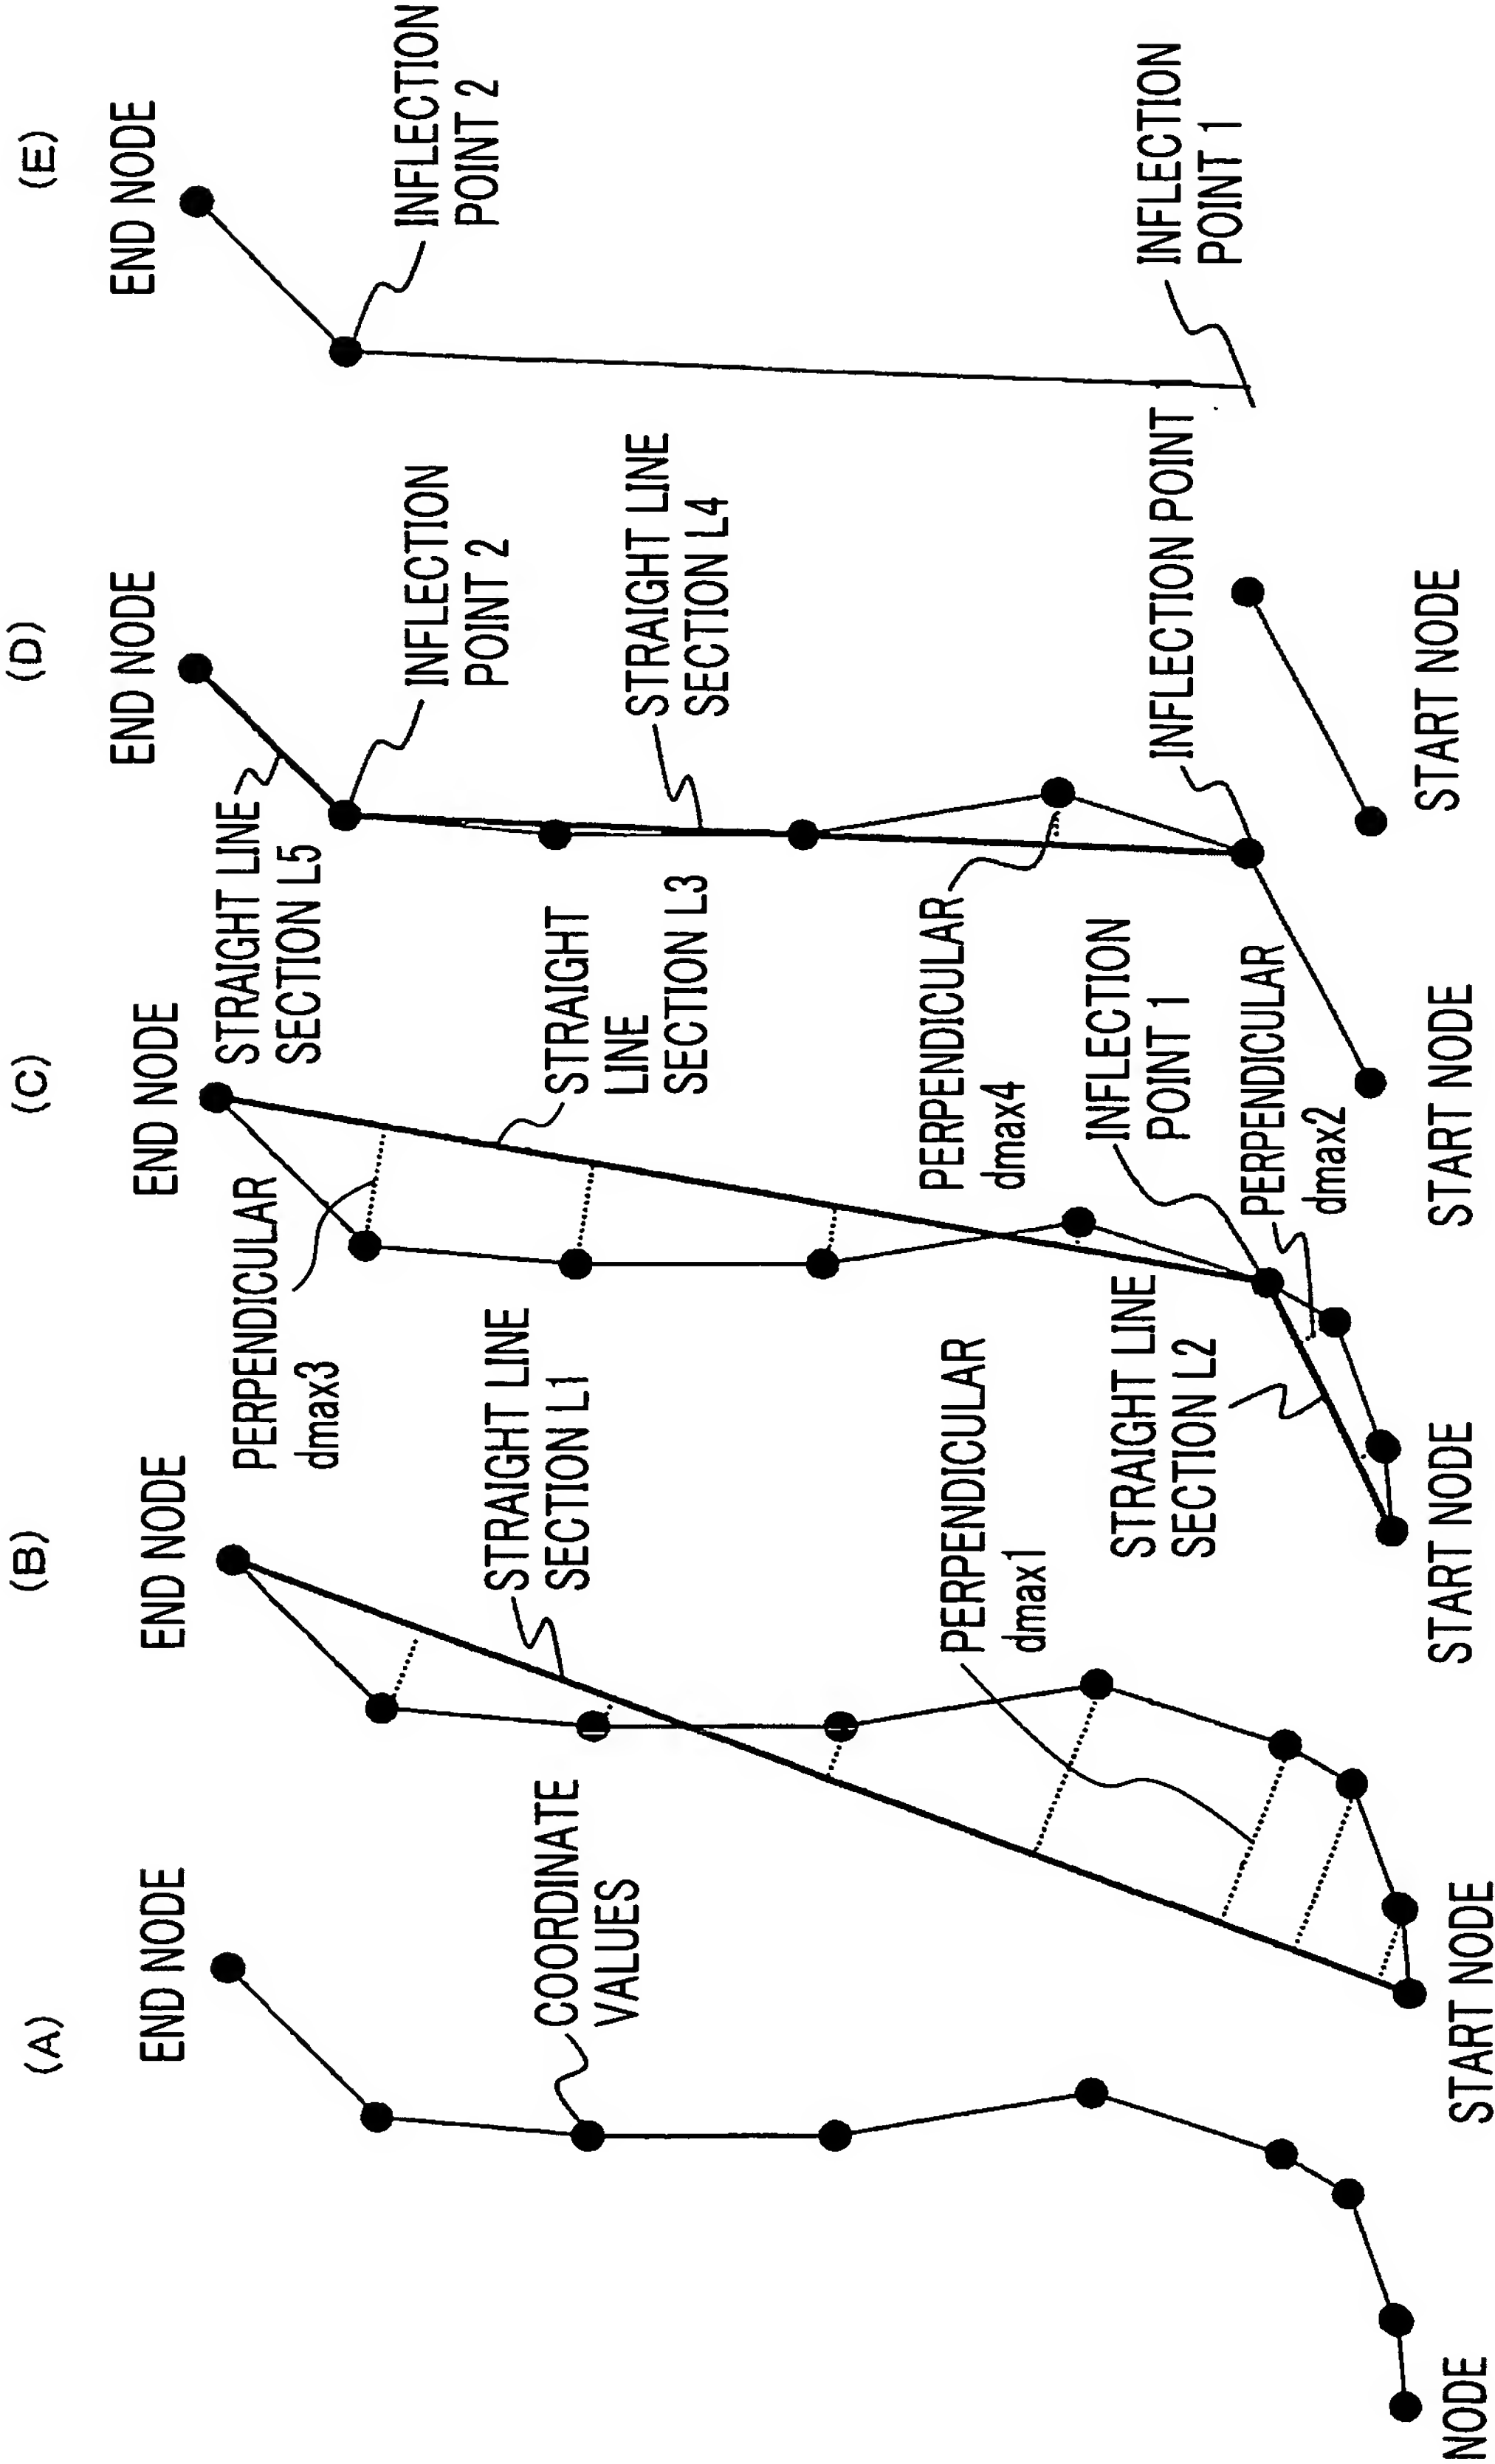 (A)
END NODE
COORDINATE
VALUES
NODE
(B)
END NODE
STRAIGHT LINE
SECTION L1
PERPENDICULAR
dmax1
START NODE
(C)
END NODE
PERPENDICULAR
dmax3
STRAIGHT
LINE
SECTION L3
INFLECTION
POINT 1
PERPENDICULAR
dmax2
STRAIGHT LINE
SECTION L2
START NODE
(D)
END NODE
STRAIGHT LINE
SECTION L5
INFLECTION
POINT 2
STRAIGHT LINE
SECTION L4
PERPENDICULAR
dmax4
INFLECTION POINT
START NODE
(E)
END NODE
INFLECTION
POINT 2
INFLECTION
POINT 1
START NODE